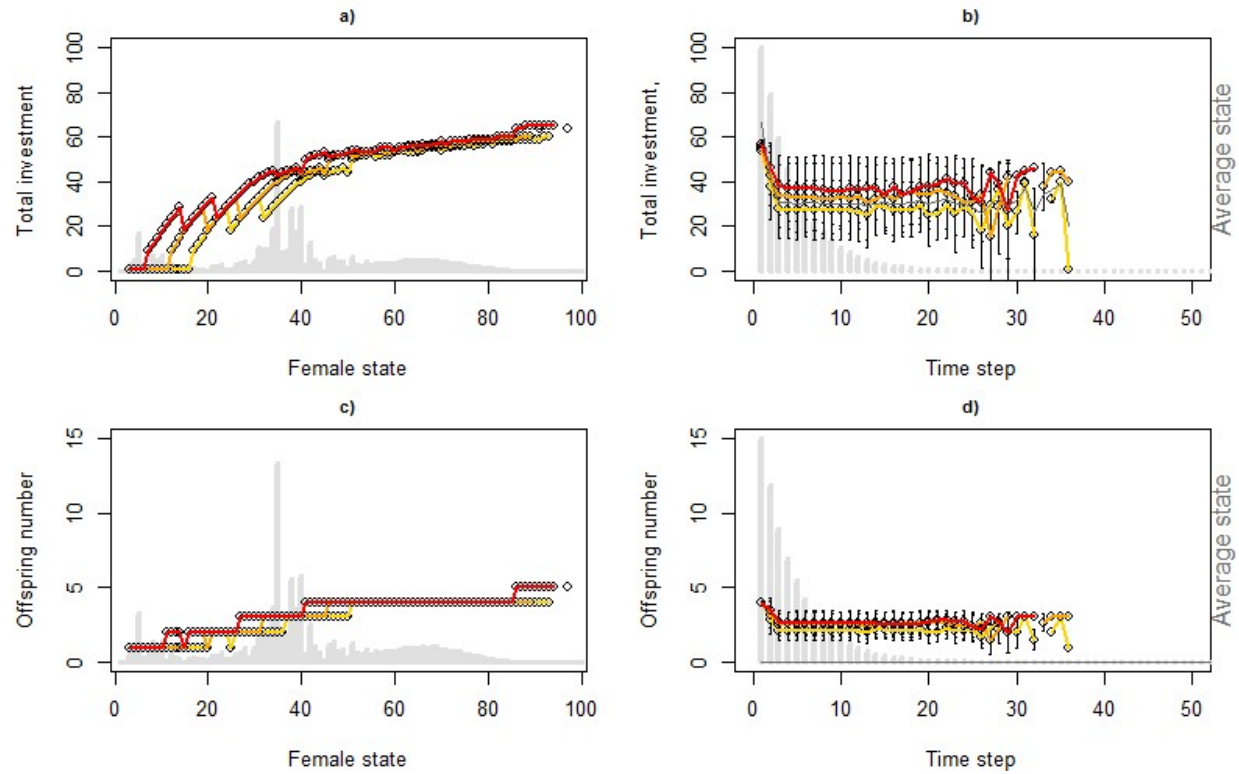 a)
Total investment
0 20 40 60 80 100
0 20 40 60 80 100
Female state
b)
Total investment,
0 20 40 60 80 100
Average state
0 10 20 30 40 50
Time step
c)
Offspring number
0 5 10 15
0 20 40 60 80 100
Female state
d)
Offspring number
0 5 10 15
Average state
0 10 20 30 40 50
Time step